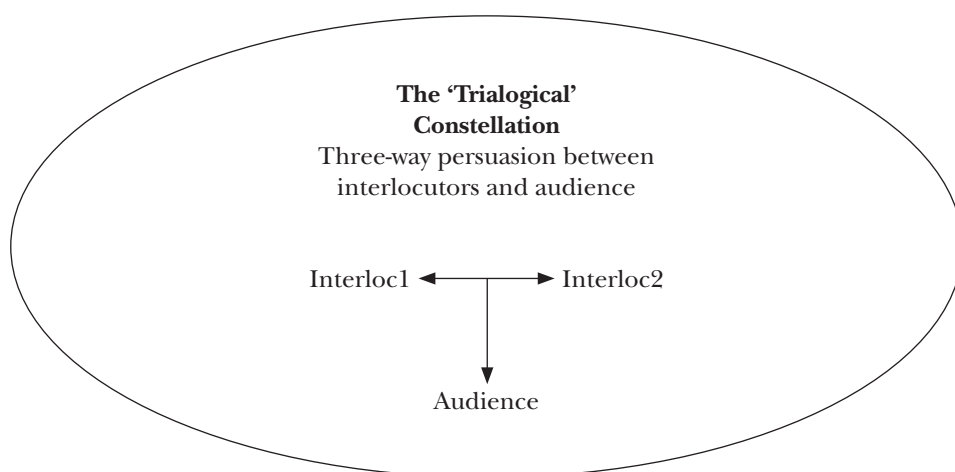 The ‘Trialogical’
Constellation
Three-way persuasion between
interlocutors and audience
Interloc1 Interloc2
Audience